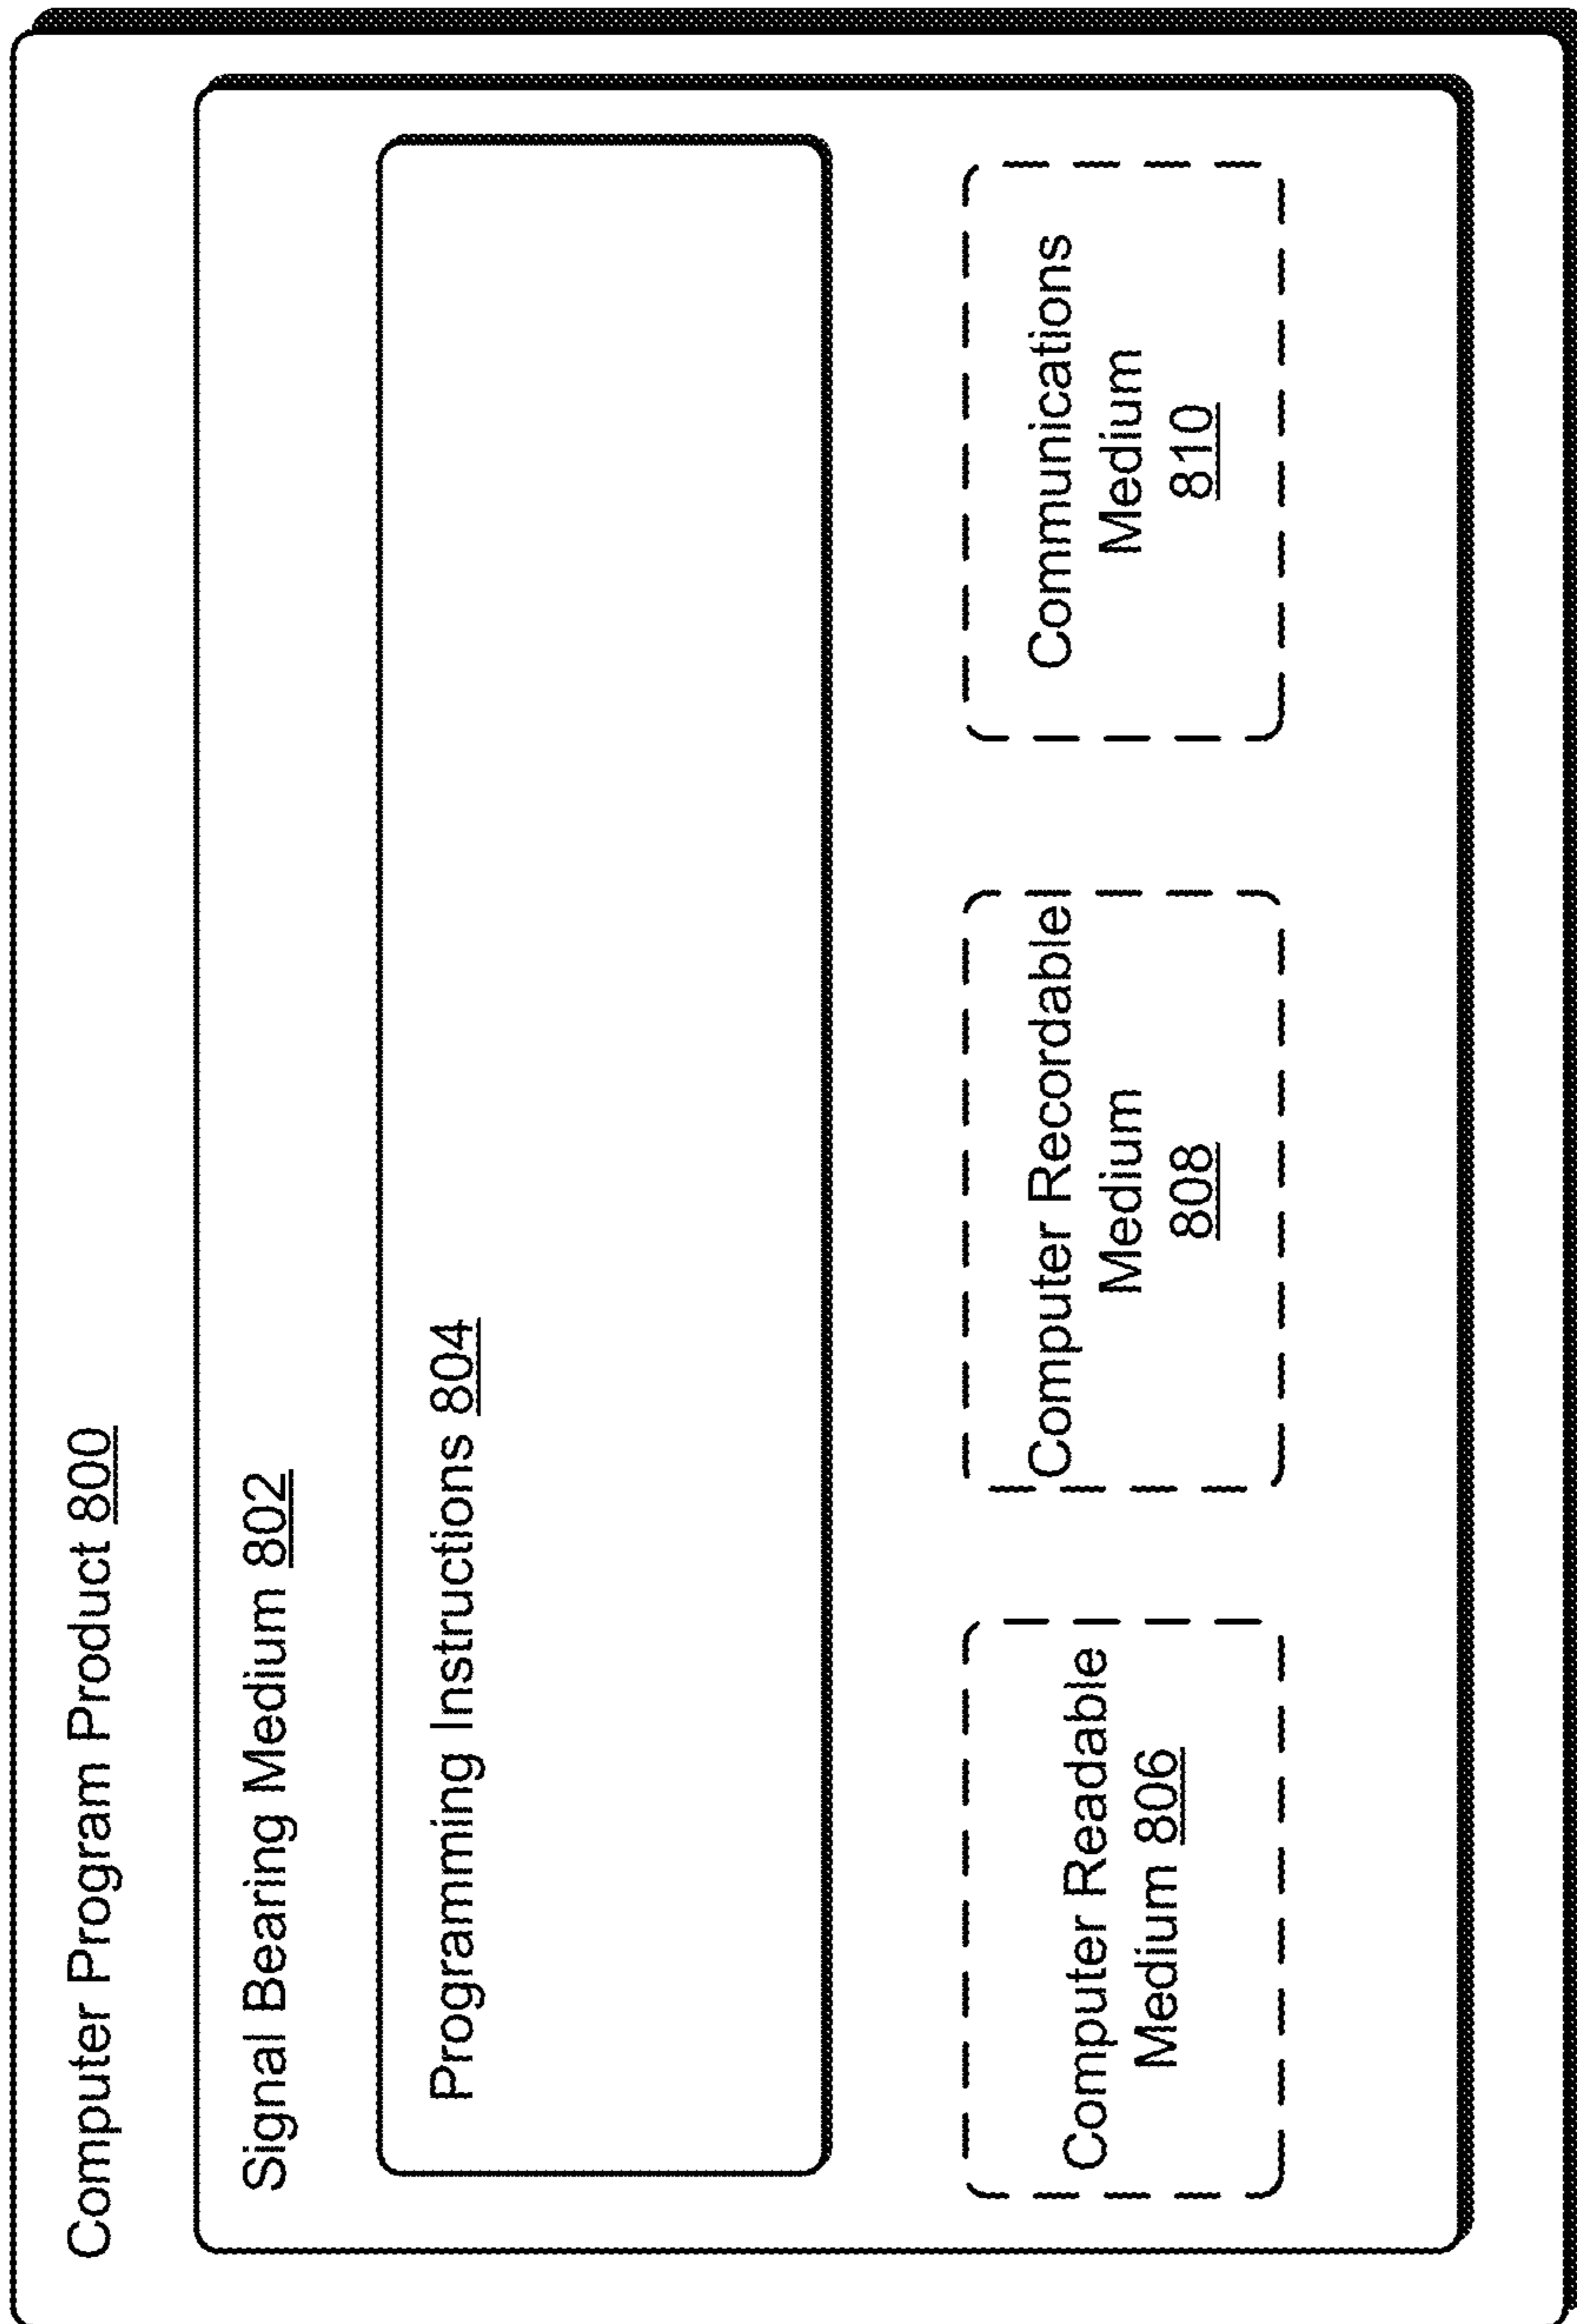 Computer Program Product 800
Signal Bearing Medium 802
Programming Instructions 804
Computer Readable
Medium 806
Computer Recordable
Medium
808
Communications
Medium
810